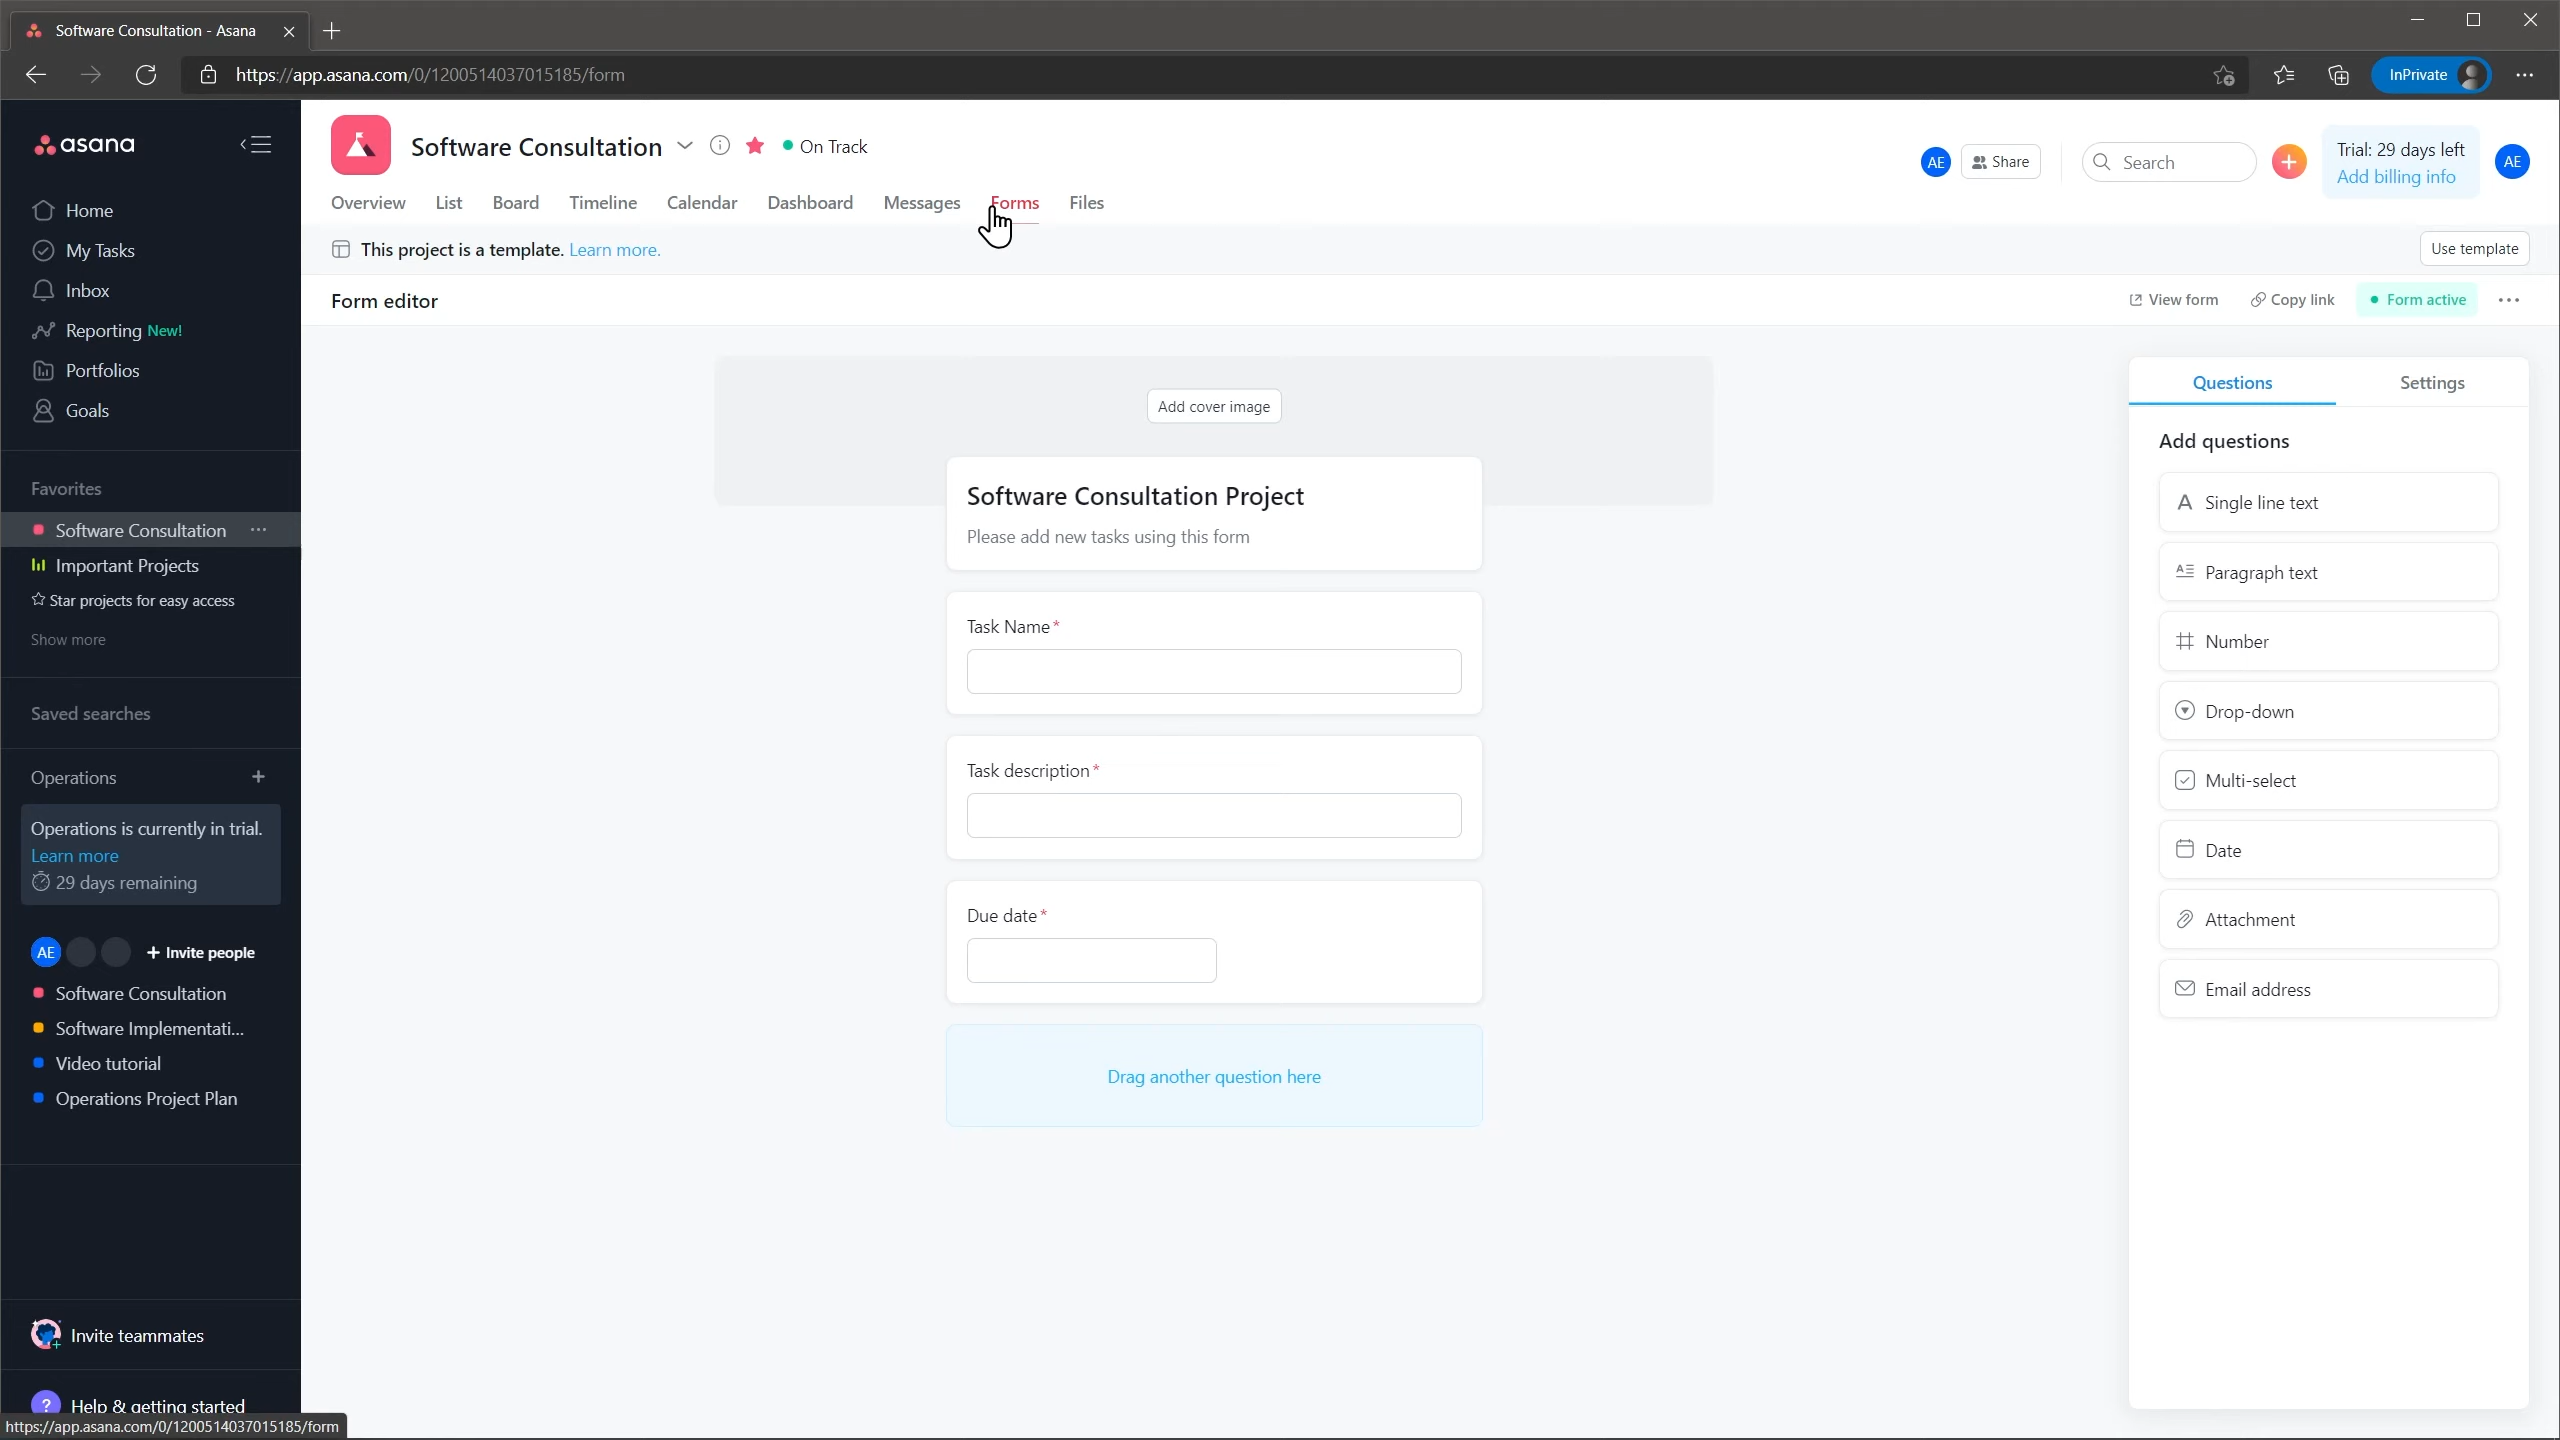 Software Consultation - Asana
https://app.asana.com/0/1200514037015185/form
InPrivate
asana
Home
My Tasks
Inbox
Reporting New!
Portfolios
Goals
Favorites
Software Consultation
Important Projects
Star projects for easy access
Show more
Saved searches
Operations
Operations is currently in trial.
Learn more
29 days remaining
AE
Invite people
Software Consultation
Software Implementati...
Video tutorial
Operations Project Plan
Invite teammates
? Help & getting started
https://app.asana.com/0/1200514037015185/form
Software Consultation
On Track
AE
Share
Search
Trial: 29 days left
Add billing info
AE
Overview List Board Timeline Calendar Dashboard Messages Forms Files
This project is a template. Learn more.
Use template
Form editor
View form
Copy link
Form active
Add cover image
Software Consultation Project
Please add new tasks using this form
Task Name*
Task description*
Due date*
Drag another question here
Questions
Settings
Add questions
Single line text
Paragraph text
Number
Drop-down
Multi-select
Date
Attachment
Email address